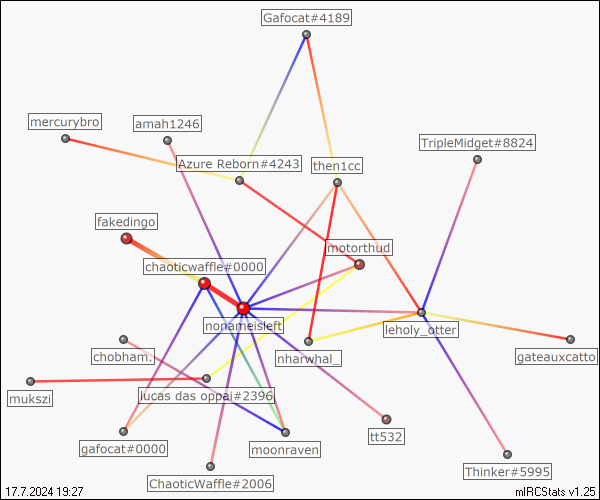 Gafocat#4189
mercurybro
amah1246
TripleMidget#8824
Azure Reborn#4243
then1cc
fakedingo
motorthud
chaoticwaffle#0000
nonameisleft
leholy_otter
chobham.
nharwhal_
gateauxcatto
mukszi
lucas das oppai#2396
gafocat#0000
moonraven
tt532
Thinker#5995
ChaoticWaffle#2006
17.7.2024 19:27
mIRCStats v1.25